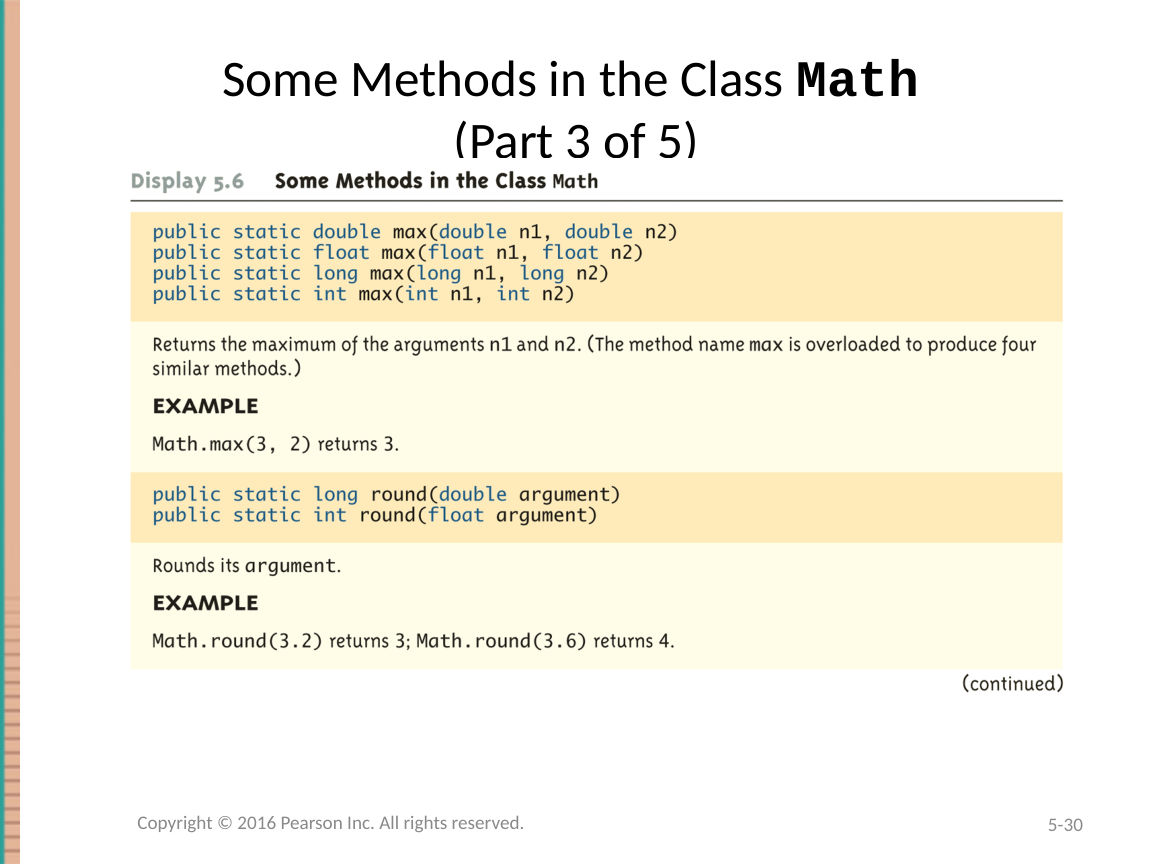 Some Methods in the Class Math
(Part 3 of 5)
Display 5.6 Some Methods in the Class Math
public static double max(double n1, double n2)
public static float max(float n1, float n2)
public static long max(long n1, long n2)
public static int max(int n1, int n2)
Returns the maximum of the arguments n1 and n2. (The method name max is overloaded to produce four
similar methods.)
EXAMPLE
Math.max(3, 2) returns 3.
public static long round(double argument)
public static int round(float argument)
Rounds its argument.
EXAMPLE
Math.round(3.2) returns 3; Math.round(3.6) returns 4.
(continued)
Copyright © 2016 Pearson Inc. All rights reserved.
5-30